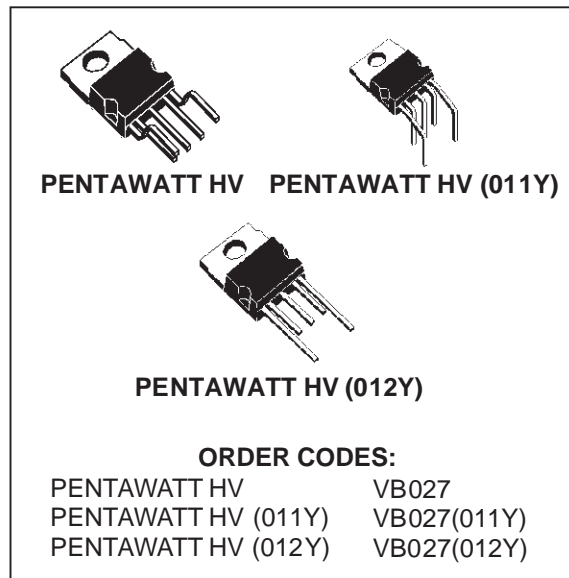 PENTAWATT HV PENTAWATT HV (011Y)
PENTAWATT HV (012Y)
ORDER CODES:
PENTAWATT HV VB027
PENTAWATT HV (011Y) VB027(011Y)
PENTAWATT HV (012Y) VB027(012Y)